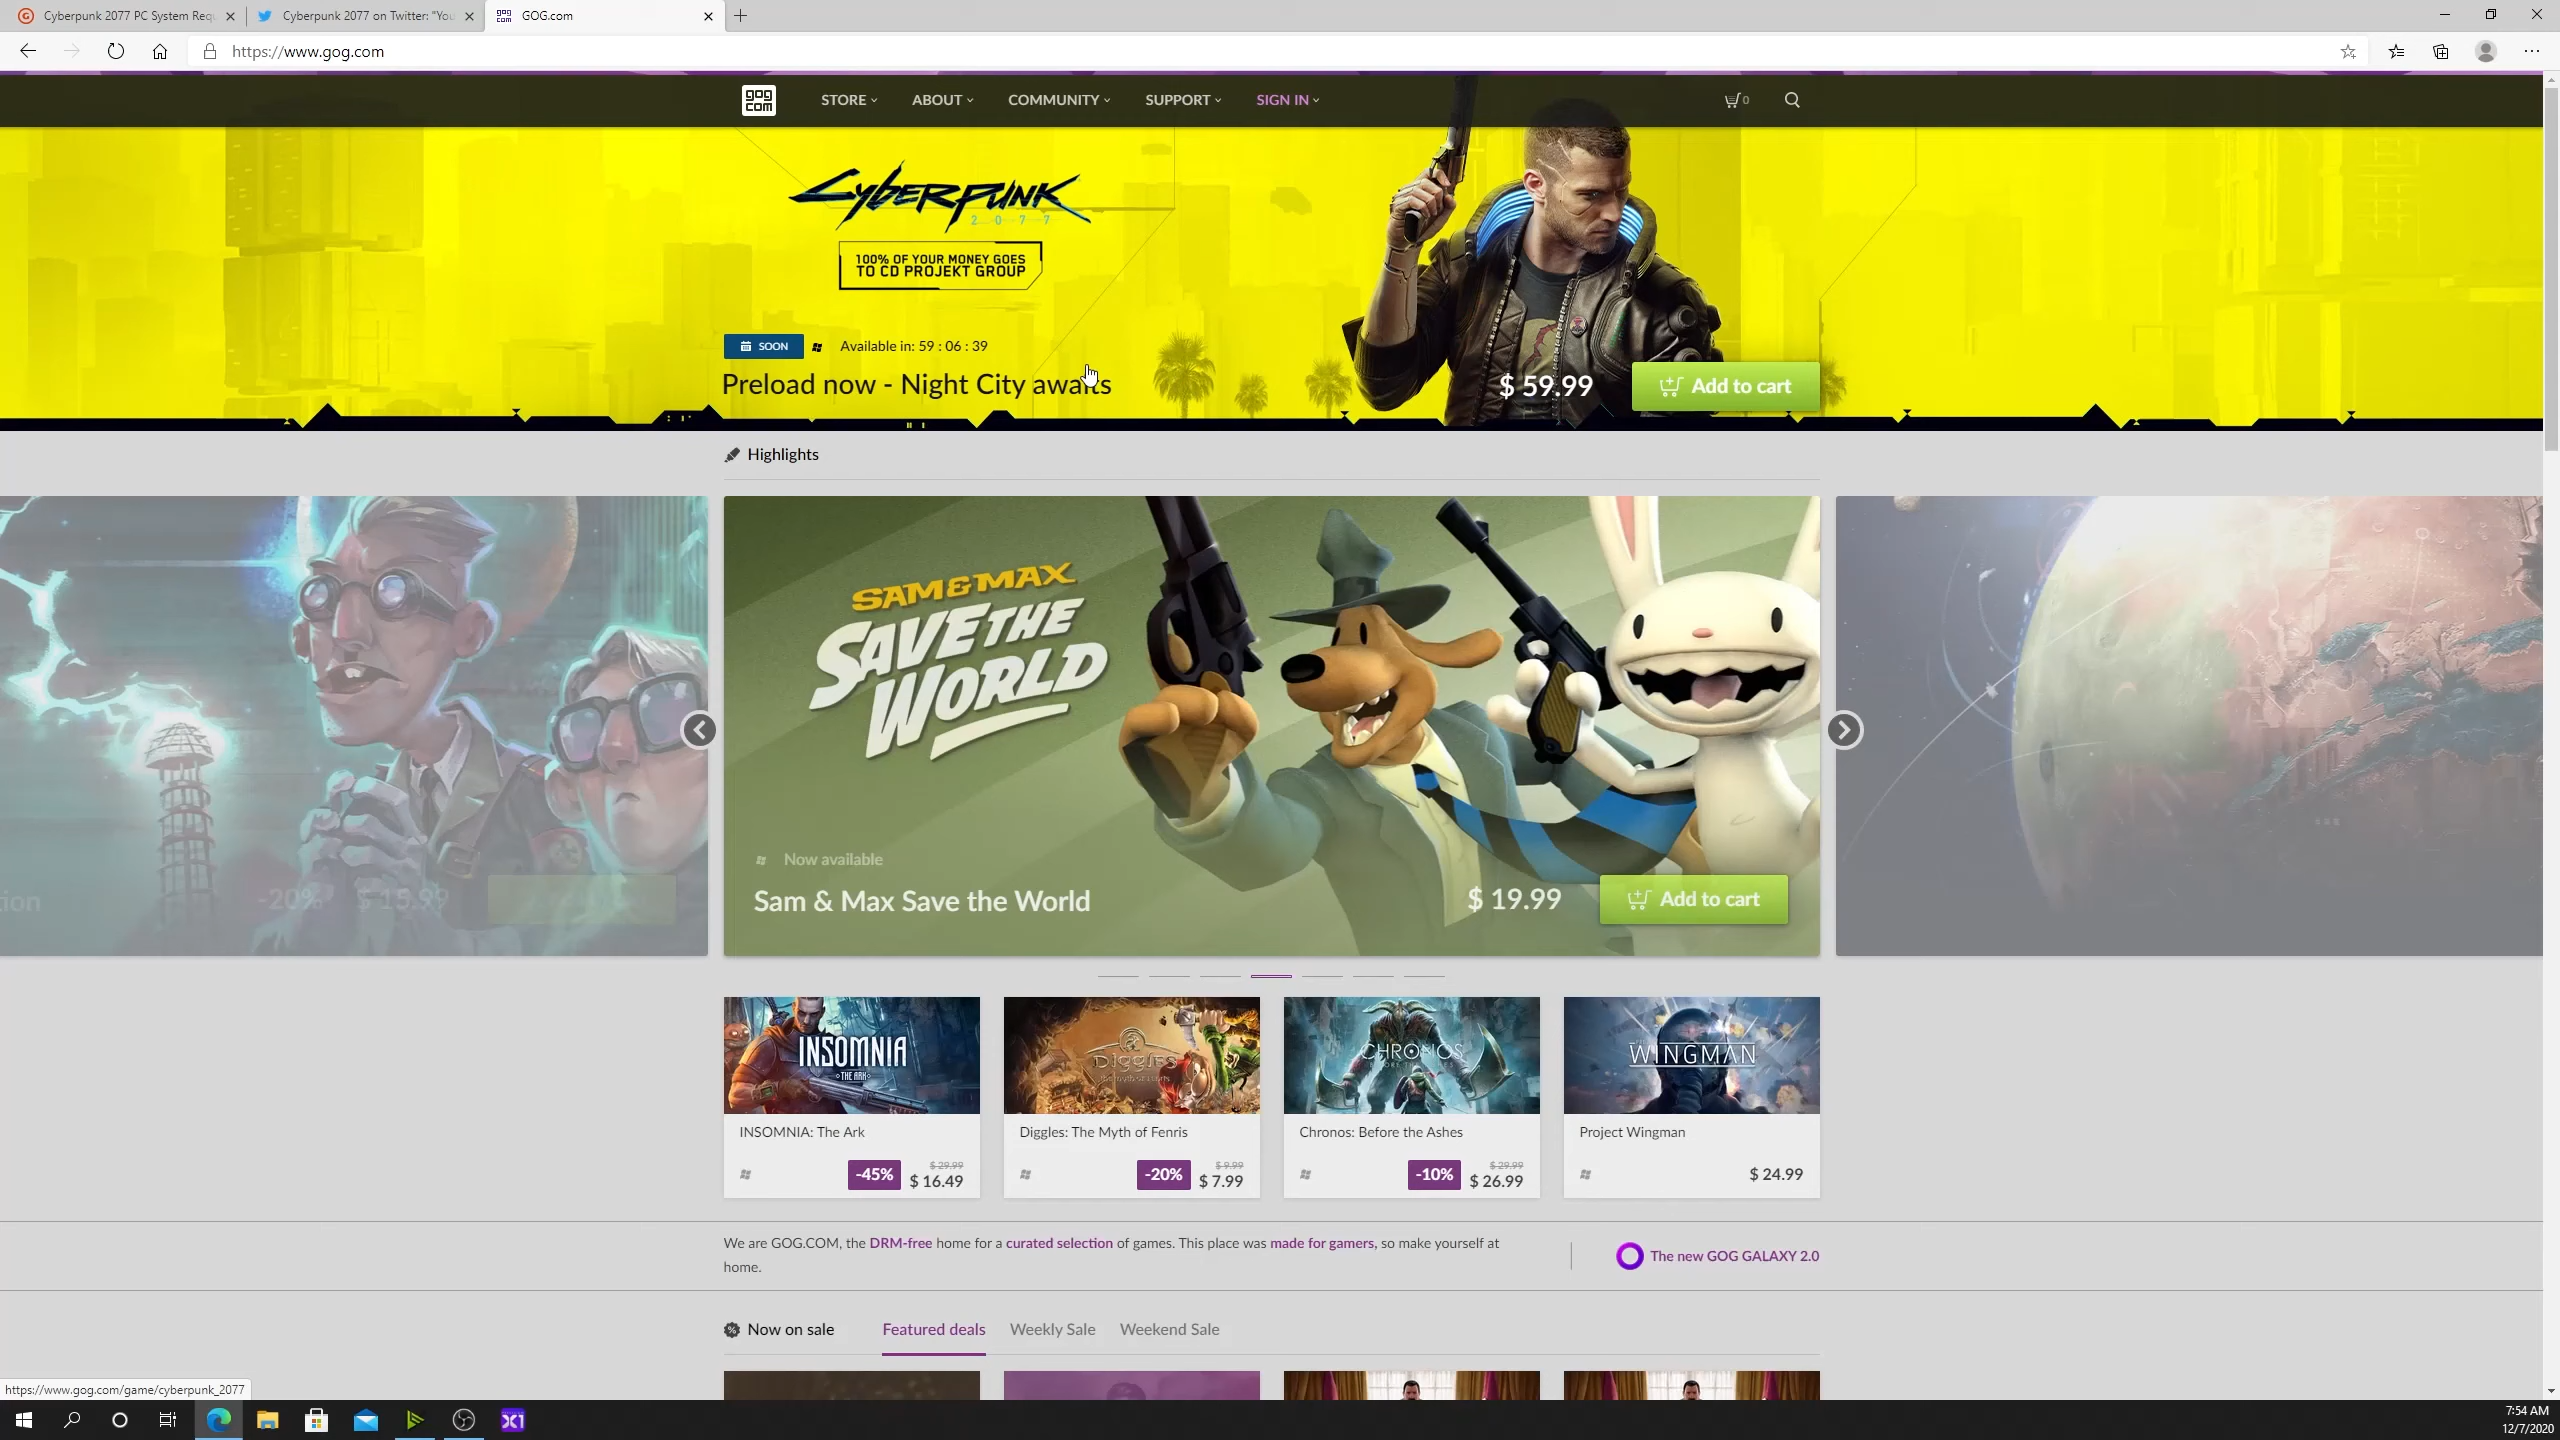 Cyberpunk 2077 PC System Requ
Cyberpunk 2077 on Twitter: "You
GOG.com
https://www.gog.com
gog
com
STORE
ABOUT
COMMUNITY
SUPPORT
SIGN IN
0
CYBERPUNK
2077
100% OF YOUR MONEY GOES
TO CD PROJEKT GROUP
SOON
Available in: 59 : 06 : 39
Preload now - Night City awaits
$ 59.99
Add to cart
Highlights
SAM & MAX
SAVE THE
WORLD
tion
-20%
$ 15.99
Now available
Sam & Max Save the World
$ 19.99
Add to cart
INSOMNIA
THE ARK
DIGGLES
CHRONOS
WINGMAN
INSOMNIA: The Ark
-45%
$ 29.99
$ 16.49
Diggles: The Myth of Fenris
-20%
$ 9.99
$ 7.99
Chronos: Before the Ashes
-10%
$ 29.99
$ 26.99
Project Wingman
$ 24.99
We are GOG.COM, the DRM-free home for a curated selection of games. This place was made for gamers, so make yourself at
home.
The new GOG GALAXY 2.0
Now on sale
Featured deals
Weekly Sale
Weekend Sale
https://www.gog.com/game/cyberpunk_2077
X1
7:54 AM
12/7/2020